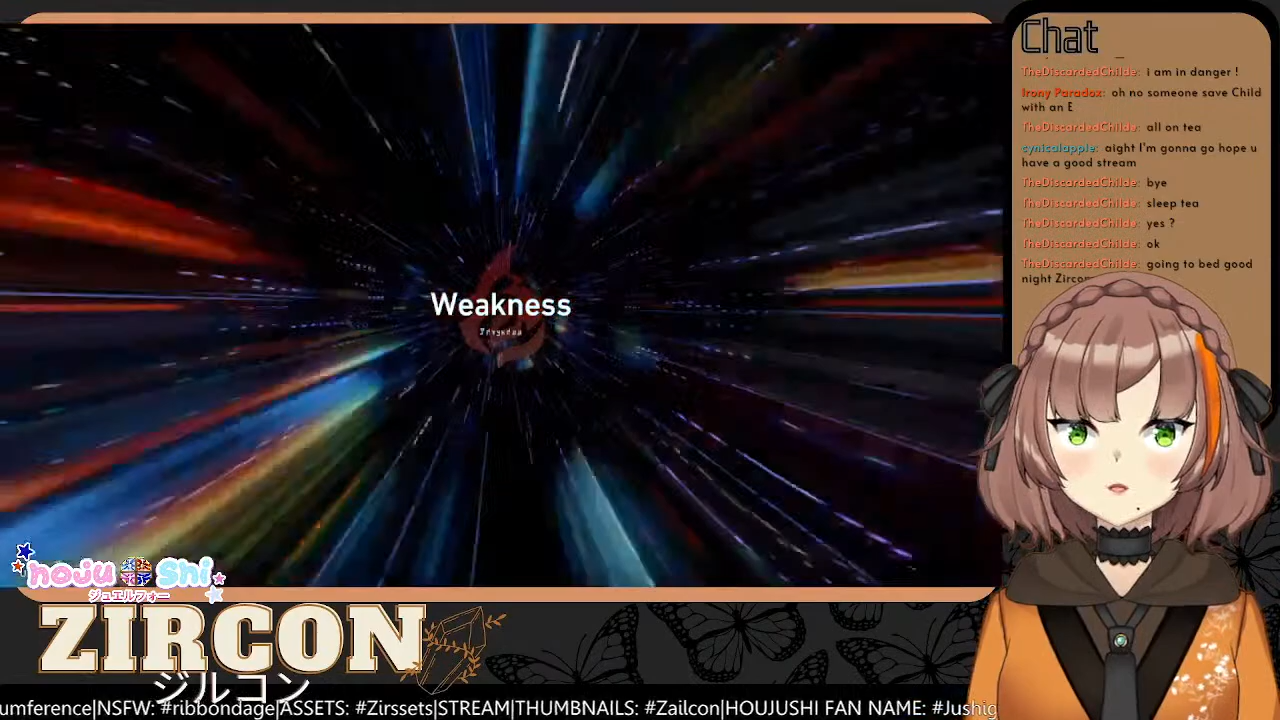 Weakness
Chat
TheDiscardedChilde: i am in danger !
Irony Paradox: oh no someone save Child
with an E
TheDiscardedChilde: all on tea
cynicalapple: aight I'm gonna go hope u
have a good stream
TheDiscardedChilde: bye
TheDiscardedChilde: sleep tea
TheDiscardedChilde: yes ?
TheDiscardedChilde: ok
TheDiscardedChilde: going to bed good
night Zircon
hoju shi
ジュエルフォー
ZIRCON
ジルコン
umference|NSFW: #ribbondage|ASSETS: #Zirssets|STREAM|THUMBNAILS: #Zailcon|HOUJUSHI FAN NAME: #Jushig